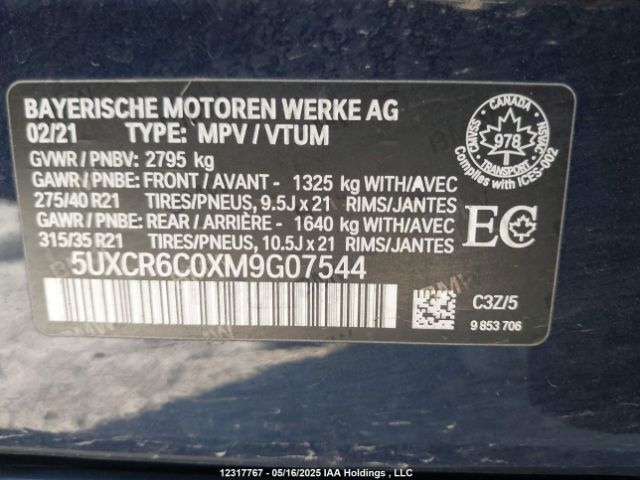 BAYERISCHE MOTOREN WERKE AG
02/21 TYPE: MPV / VTUM
GVWR / PNBV: 2795 kg
GAWR / PNBE: FRONT / AVANT - 1325 kg WITH/AVEC
275/40 R21 TIRES/PNEUS, 9.5J x 21 RIMS/JANTES
GAWR / PNBE: REAR / ARRIÈRE - 1640 kg WITH/AVEC
315/35 R21 TIRES/PNEUS, 10.5J x 21 RIMS/JANTES
5UXCR6C0XM9G07544
CANADA
CMVSS
NSVAC
978
TRANSPORT
Complies with ICES-002
EC
C3Z/5
9 853 706
12317767 - 05/16/2025 IAA Holdings , LLC